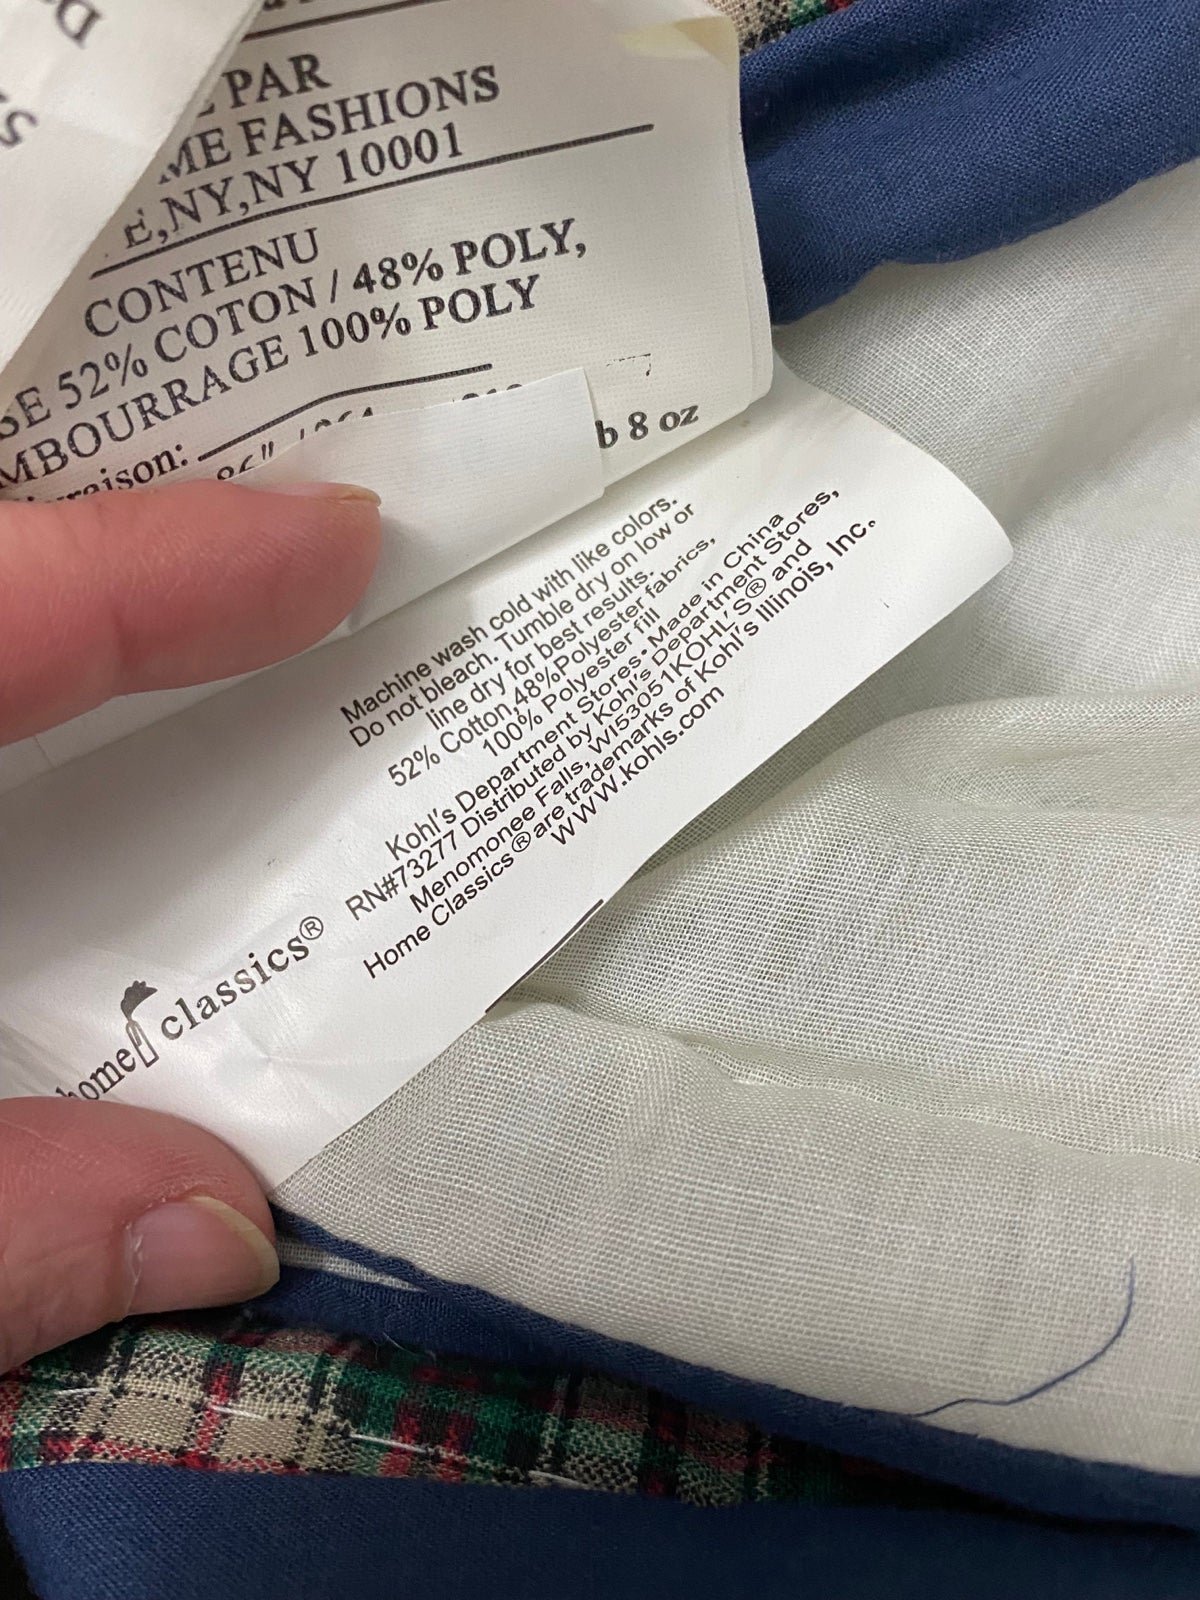 PAR
ME FASHIONS
E,NY,NY 10001
CONTENU
SE 52% COTON / 48% POLY,
MBOURRAGE 100% POLY
raison:
86"
b 8 oz
Machine wash cold with like colors.
Do not bleach. Tumble dry on low or
line dry for best results.
52% Cotton,48%Polyester fabrics,
100% Polyester fill
Kohl's Department Stores• Made in China
RN#73277 Distributed by Kohl's Department Stores,
Menomonee Falls, WI53051KOHL'S® and
Home Classics®are trademarks of Kohl's Illinois, Inc.
WWW.kohls.com
home classics®